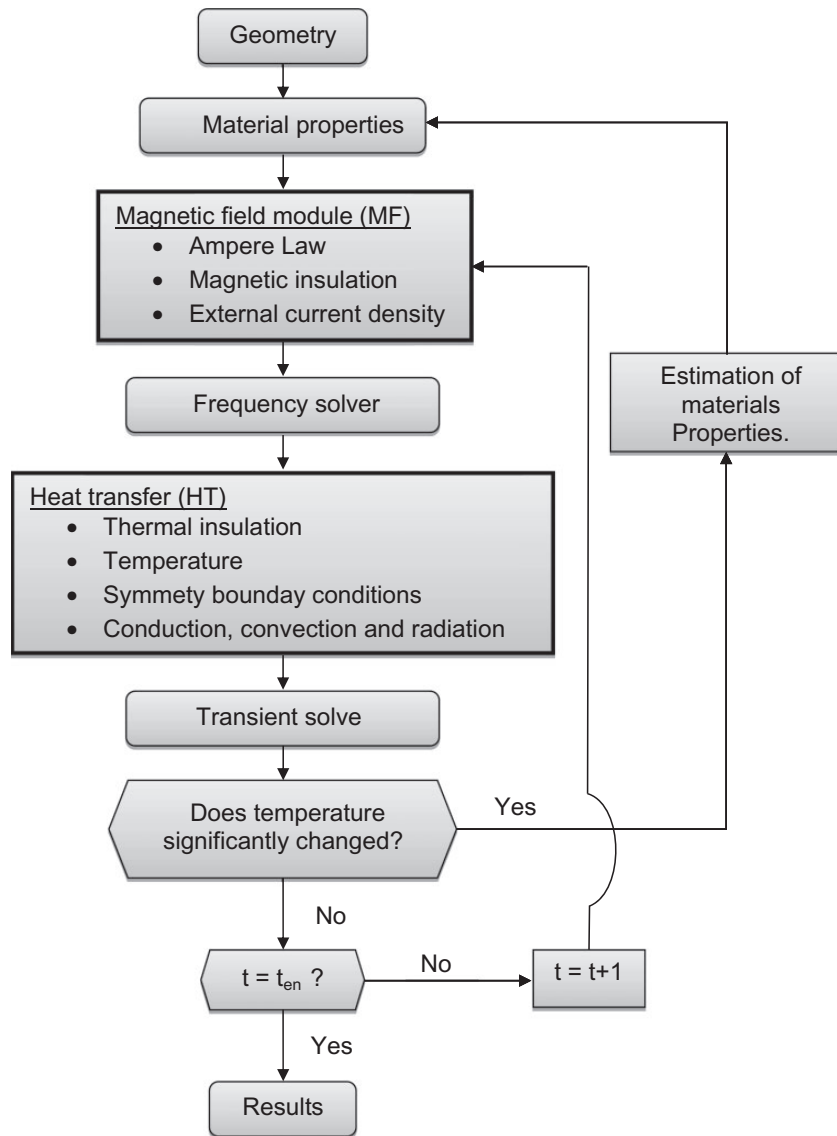 Geometry
Material properties
Magnetic field module (MF)
• Ampere Law
• Magnetic insulation
• External current density
Frequency solver
Heat transfer (HT)
• Thermal insulation
• Temperature
• Symmety bounday conditions
• Conduction, convection and radiation
Transient solve
Does temperature
significantly changed?
Yes
Estimation of
materials
Properties.
No
t = t_en ?
No
t = t+1
Yes
Results